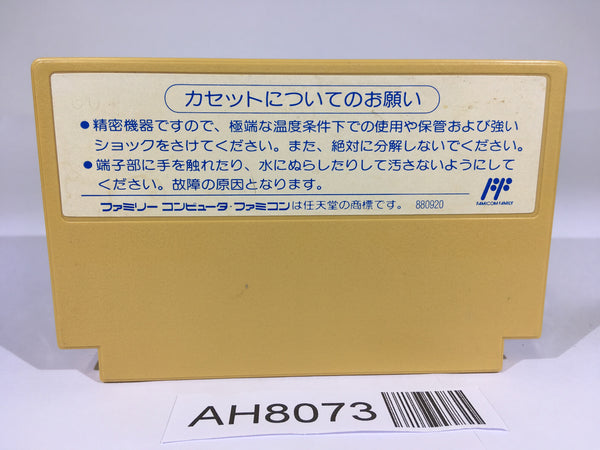 カセットについてのお願い
●精密機器ですので、極端な温度条件下での使用や保管および強い
ショックをさけてください。また、絶対に分解しないでください。
●端子部に手を触れたり、水にぬらしたりして汚さないようにして
ください。故障の原因となります。
ファミリー コンピュータ・ファミコンは任天堂の商標です。 880920
FAMICOM FAMILY
AH8073